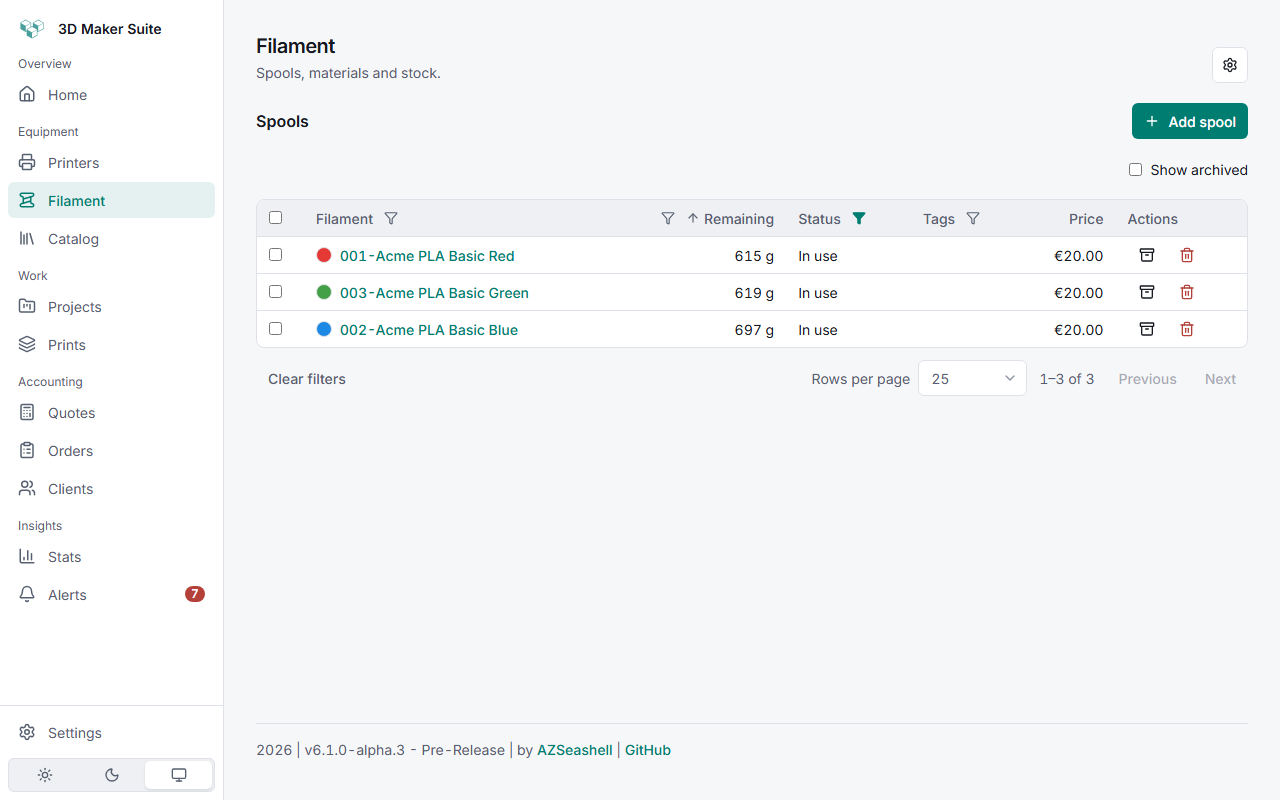 3D Maker Suite
Overview
Home
Equipment
Printers
Filament
Catalog
Work
Projects
Prints
Accounting
Quotes
Orders
Clients
Insights
Stats
Alerts 7
Settings
Filament
Spools, materials and stock.
Spools
Add spool
Show archived
Filament Remaining Status Tags Price Actions
001-Acme PLA Basic Red 615 g In use €20.00
003-Acme PLA Basic Green 619 g In use €20.00
002-Acme PLA Basic Blue 697 g In use €20.00
Clear filters Rows per page 25 1–3 of 3 Previous Next
2026 | v6.1.0-alpha.3 - Pre-Release | by AZSeashell | GitHub